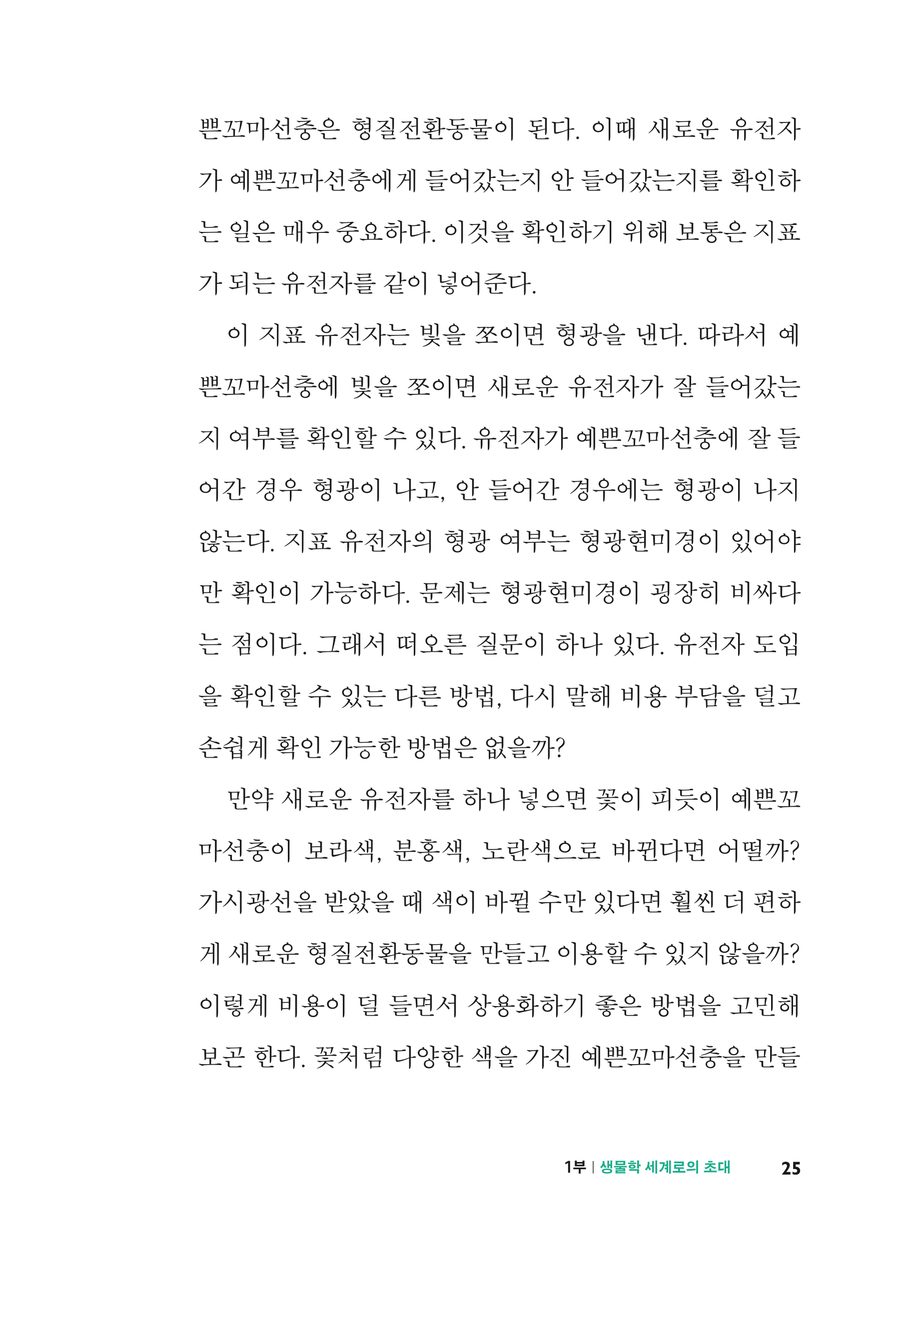 쁜꼬마선충은 형질전환동물이 된다. 이때 새로운 유전자
가 예쁜꼬마선충에게 들어갔는지 안 들어갔는지를 확인하
는 일은 매우 중요하다. 이것을 확인하기 위해 보통은 지표
가 되는 유전자를 같이 넣어준다.
이 지표 유전자는 빛을 쪼이면 형광을 낸다. 따라서 예
쁜꼬마선충에 빛을 쪼이면 새로운 유전자가 잘 들어갔는
지 여부를 확인할 수 있다. 유전자가 예쁜꼬마선충에 잘 들
어간 경우 형광이 나고, 안 들어간 경우에는 형광이 나지
않는다. 지표 유전자의 형광 여부는 형광현미경이 있어야
만 확인이 가능하다. 문제는 형광현미경이 굉장히 비싸다
는 점이다. 그래서 떠오른 질문이 하나 있다. 유전자 도입
을 확인할 수 있는 다른 방법, 다시 말해 비용 부담을 덜고
손쉽게 확인 가능한 방법은 없을까?
만약 새로운 유전자를 하나 넣으면 꽃이 피듯이 예쁜꼬
마선충이 보라색, 분홍색, 노란색으로 바뀐다면 어떨까?
가시광선을 받았을 때 색이 바뀔 수만 있다면 훨씬 더 편하
게 새로운 형질전환동물을 만들고 이용할 수 있지 않을까?
이렇게 비용이 덜 들면서 상용화하기 좋은 방법을 고민해
보곤 한다. 꽃처럼 다양한 색을 가진 예쁜꼬마선충을 만들
1부 | 생물학 세계로의 초대 25